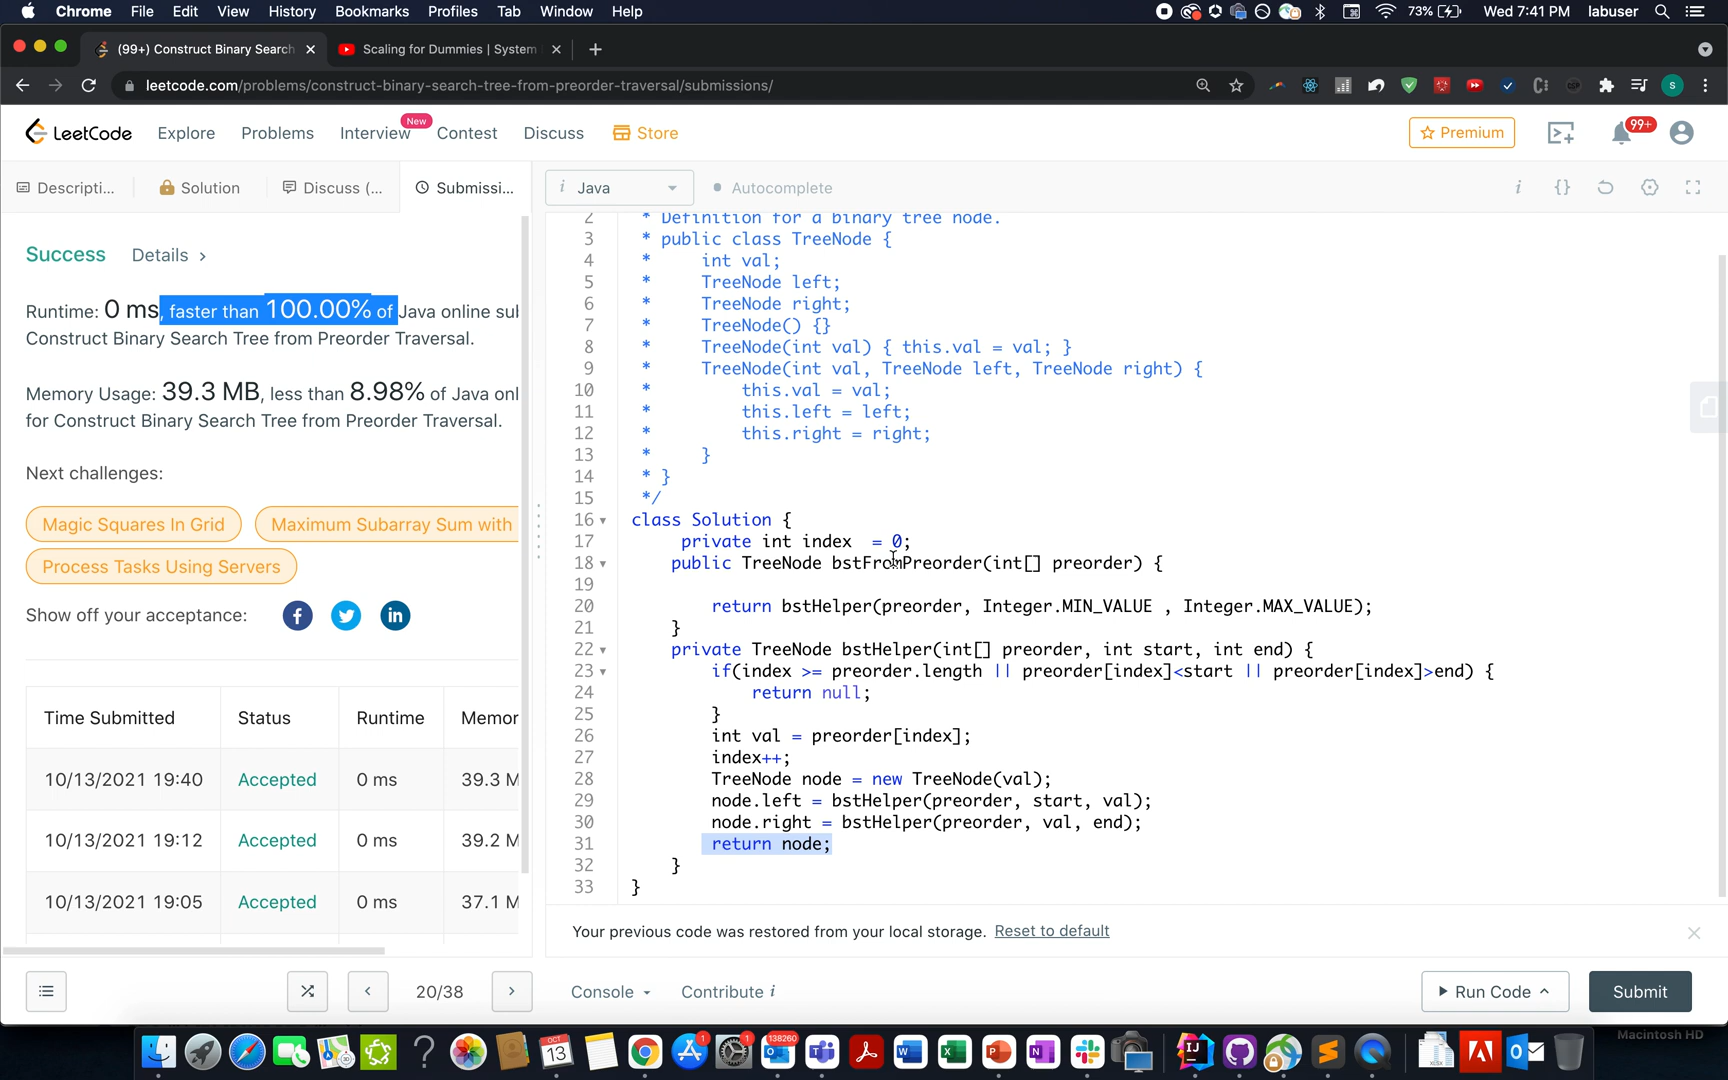 Chrome File Edit View History Bookmarks Profiles Tab Window Help 73% Wed 7:41 PM labuser
(99+) Construct Binary Search Scaling for Dummies | System
leetcode.com/problems/construct-binary-search-tree-from-preorder-traversal/submissions/ S
LeetCode Explore Problems Interview New Contest Discuss Store Premium 99+
Descripti... Solution Discuss (... Submissi... i Java Autocomplete i {}
2 * Definition for a binary tree node.
3 * public class TreeNode {
4 * int val;
5 * TreeNode left;
6 * TreeNode right;
7 * TreeNode() {}
8 * TreeNode(int val) { this.val = val; }
9 * TreeNode(int val, TreeNode left, TreeNode right) {
10 * this.val = val;
11 * this.left = left;
12 * this.right = right;
13 * }
14 * }
15 */
16 class Solution {
17 private int index = 0;
18 public TreeNode bstFromPreorder(int[] preorder) {
19
20 return bstHelper(preorder, Integer.MIN_VALUE , Integer.MAX_VALUE);
21 }
22 private TreeNode bstHelper(int[] preorder, int start, int end) {
23 if(index >= preorder.length || preorder[index]<start || preorder[index]>end) {
24 return null;
25 }
26 int val = preorder[index];
27 index++;
28 TreeNode node = new TreeNode(val);
29 node.left = bstHelper(preorder, start, val);
30 node.right = bstHelper(preorder, val, end);
31 return node;
32 }
33 }
Success Details
Runtime: 0 ms, faster than 100.00% of Java online sul
Construct Binary Search Tree from Preorder Traversal.
Memory Usage: 39.3 MB, less than 8.98% of Java onl
for Construct Binary Search Tree from Preorder Traversal.
Next challenges:
Magic Squares In Grid Maximum Subarray Sum with
Process Tasks Using Servers
Show off your acceptance:
Time Submitted Status Runtime Memor
10/13/2021 19:40 Accepted 0 ms 39.3 M
10/13/2021 19:12 Accepted 0 ms 39.2 M
10/13/2021 19:05 Accepted 0 ms 37.1 M
Your previous code was restored from your local storage. Reset to default
20/38 Console Contribute i Run Code Submit
Macintosh HD
OCT 13 1 1 138260